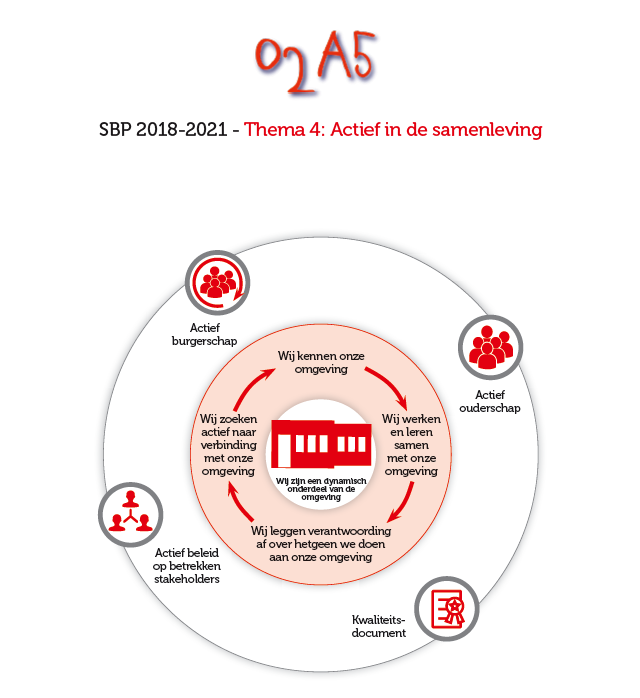 O2A5
SBP 2018-2021 - Thema 4: Actief in de samenleving
Actief
burgerschap
Actief
ouderschap
Wij kennen onze
omgeving
Wij zoeken
actief naar
verbinding
met onze
omgeving
Wij werken
en leren
samen
met onze
omgeving
Wij zijn een dynamisch
onderdeel van de
omgeving
Wij leggen verantwoording
af over hetgeen we doen
aan onze omgeving
Actief beleid
op betrekken
stakeholders
Kwaliteits-
document